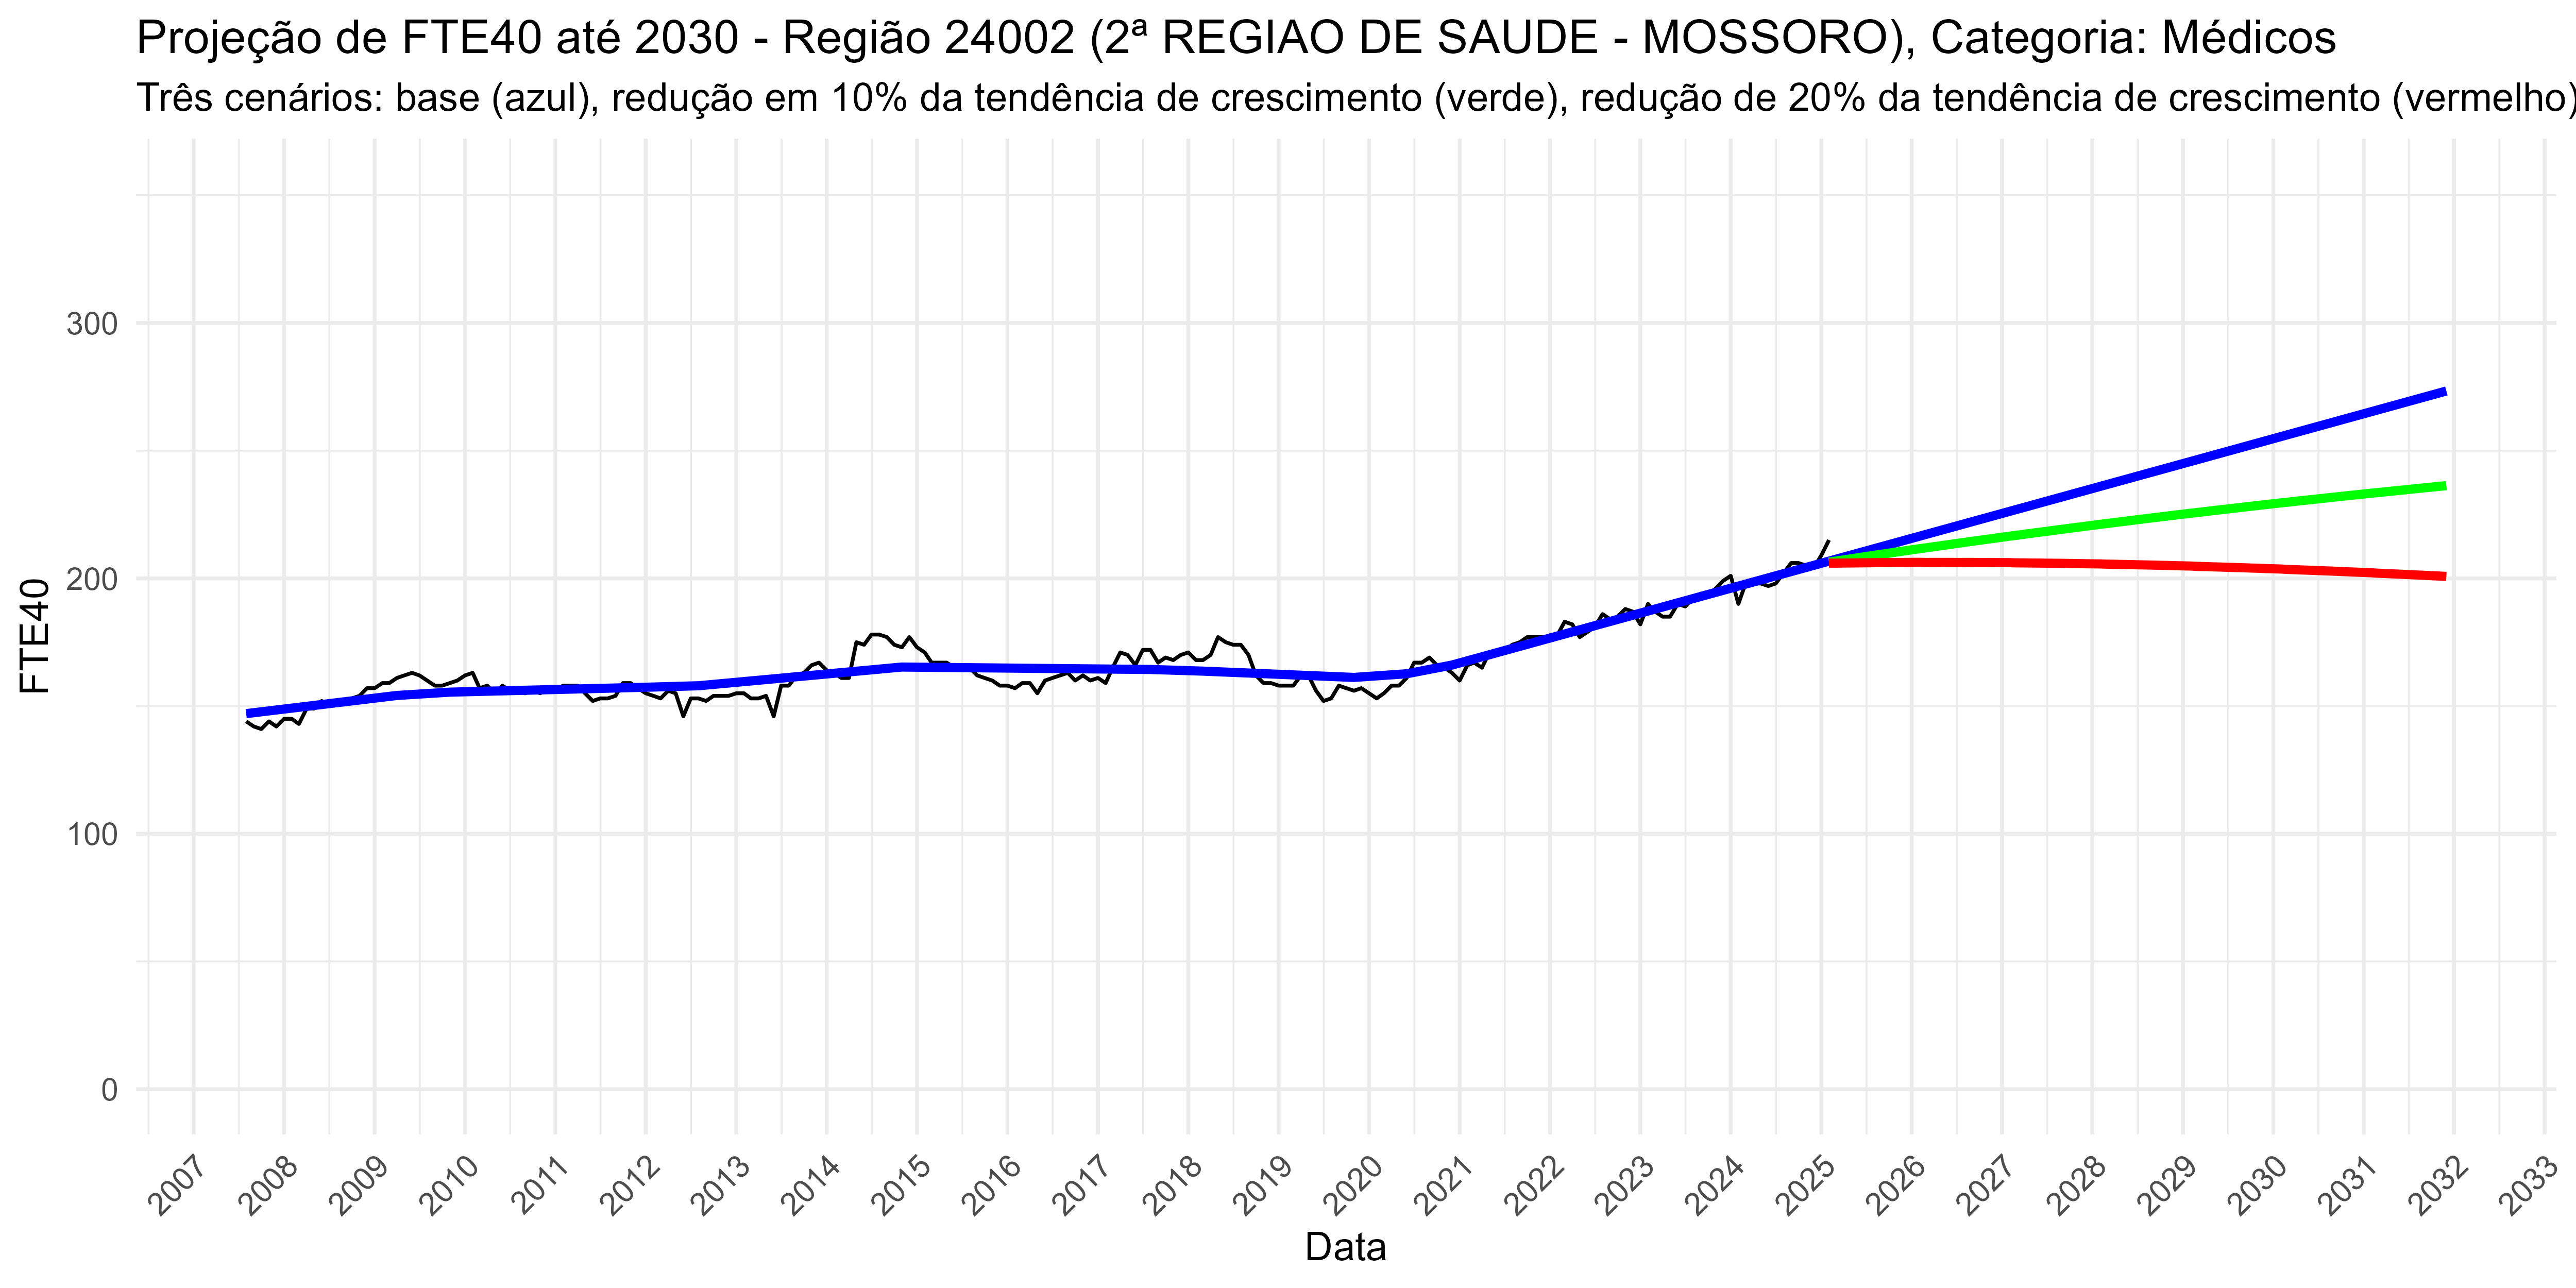 Projeção de FTE40 até 2030 - Região 24002 (2ª REGIAO DE SAUDE - MOSSORO), Categoria: Médicos
Três cenários: base (azul), redução em 10% da tendência de crescimento (verde), redução de 20% da tendência de crescimento (vermelho)
FTE40
300
200
100
0
2007 2008 2009 2010 2011 2012 2013 2014 2015 2016 2017 2018 2019 2020 2021 2022 2023 2024 2025 2026 2027 2028 2029 2030 2031 2032 2033
Data